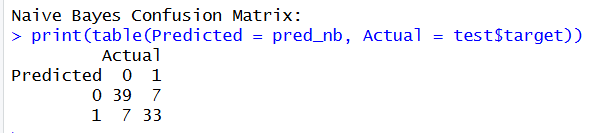 Naive Bayes Confusion Matrix:
> print(table(Predicted = pred_nb, Actual = test$target))
         Actual
Predicted  0  1
        0 39  7
        1  7 33